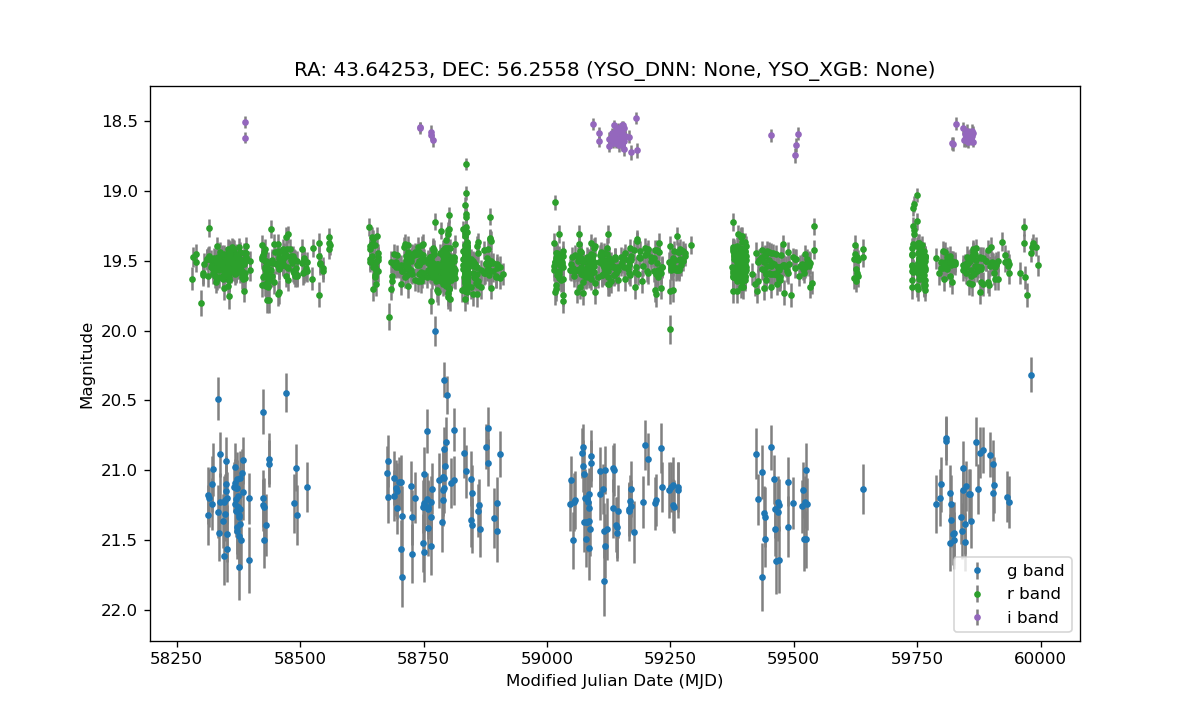 RA: 43.64253, DEC: 56.2558 (YSO_DNN: None, YSO_XGB: None)
18.5
19.0
19.5
20.0
20.5
21.0
21.5
22.0
Magnitude
g band
r band
i band
58250 58500 58750 59000 59250 59500 59750 60000
Modified Julian Date (MJD)